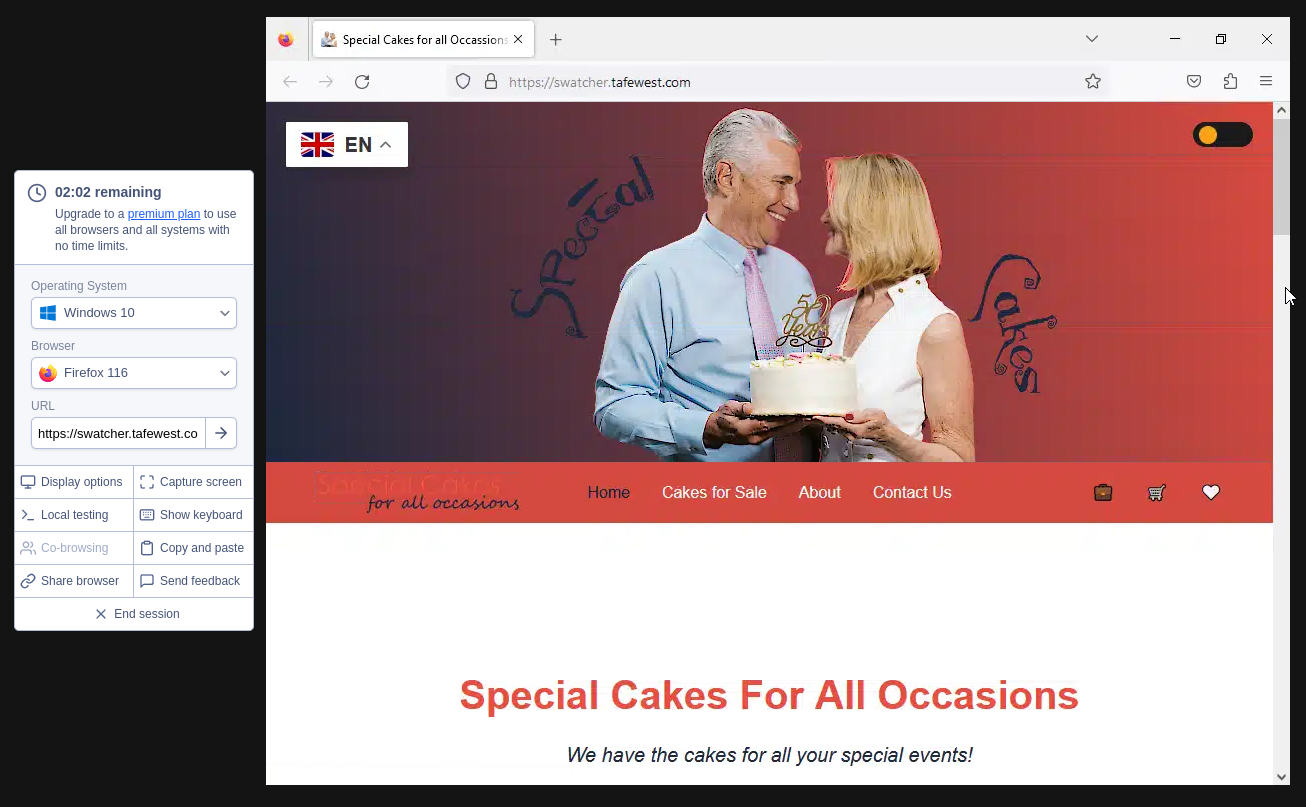 Special Cakes for all Occassions
https://swatcher.tafewest.com
EN
Special
Cakes
50
Years
Special Cakes
for all occasions
Home
Cakes for Sale
About
Contact Us
Special Cakes For All Occasions
We have the cakes for all your special events!
02:02 remaining
Upgrade to a premium plan to use
all browsers and all systems with
no time limits.
Operating System
Windows 10
Browser
Firefox 116
URL
https://swatcher.tafewest.co
Display options
Capture screen
Local testing
Show keyboard
Co-browsing
Copy and paste
Share browser
Send feedback
End session